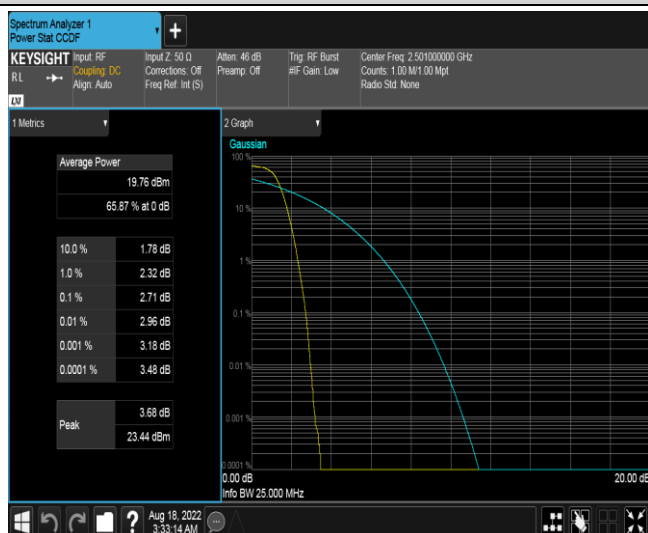 Spectrum Analyzer 1
Power Stat CCDF
+
KEYSIGHT
RL
LXI
Input: RF
Coupling: DC
Align: Auto
Input Z: 50 Ω
Corrections: Off
Freq Ref: Int (S)
Atten: 46 dB
Preamp: Off
Trig: RF Burst
#IF Gain: Low
Center Freq: 2.501000000 GHz
Counts: 1.00 M/1.00 Mpt
Radio Std: None
1 Metrics
Average Power
19.76 dBm
65.87 % at 0 dB
10.0 % 1.78 dB
1.0 % 2.32 dB
0.1 % 2.71 dB
0.01 % 2.96 dB
0.001 % 3.18 dB
0.0001 % 3.48 dB
Peak
3.68 dB
23.44 dBm
2 Graph
Gaussian
100 %
10 %
1 %
0.1 %
0.01 %
0.001 %
0.0001 %
0.00 dB 20.00 dB
Info BW 25.000 MHz
?
Aug 18, 2022
3:33:14 AM